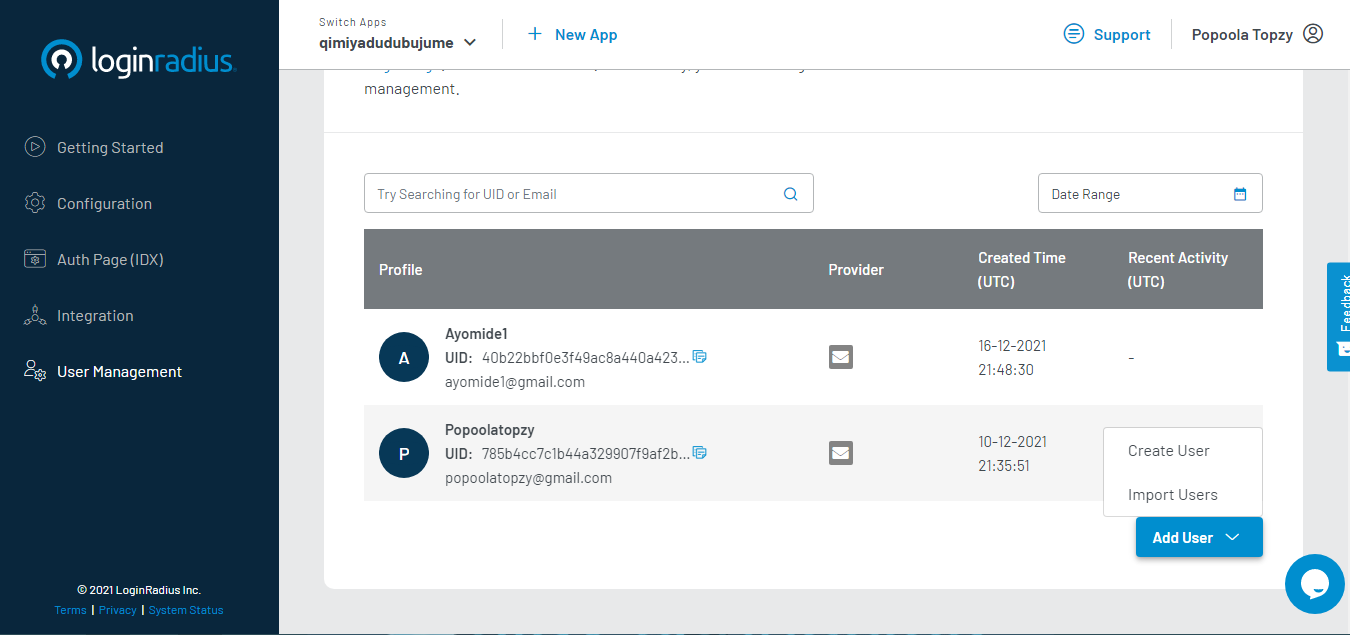 loginradius
Getting Started
Configuration
Auth Page (IDX)
Integration
User Management
© 2021 LoginRadius Inc.
Terms | Privacy | System Status
Switch Apps
qimiyadudubujume
New App
Support
Popoola Topzy
management.
Try Searching for UID or Email
Date Range
Profile
Provider
Created Time
(UTC)
Recent Activity
(UTC)
A
Ayomide1
UID: 40b22bbf0e3f49ac8a440a423...
ayomide1@gmail.com
16-12-2021
21:48:30
-
P
Popoolatopzy
UID: 785b4cc7c1b44a329907f9af2b...
popoolatopzy@gmail.com
10-12-2021
21:35:51
Create User
Import Users
Add User
Feedback